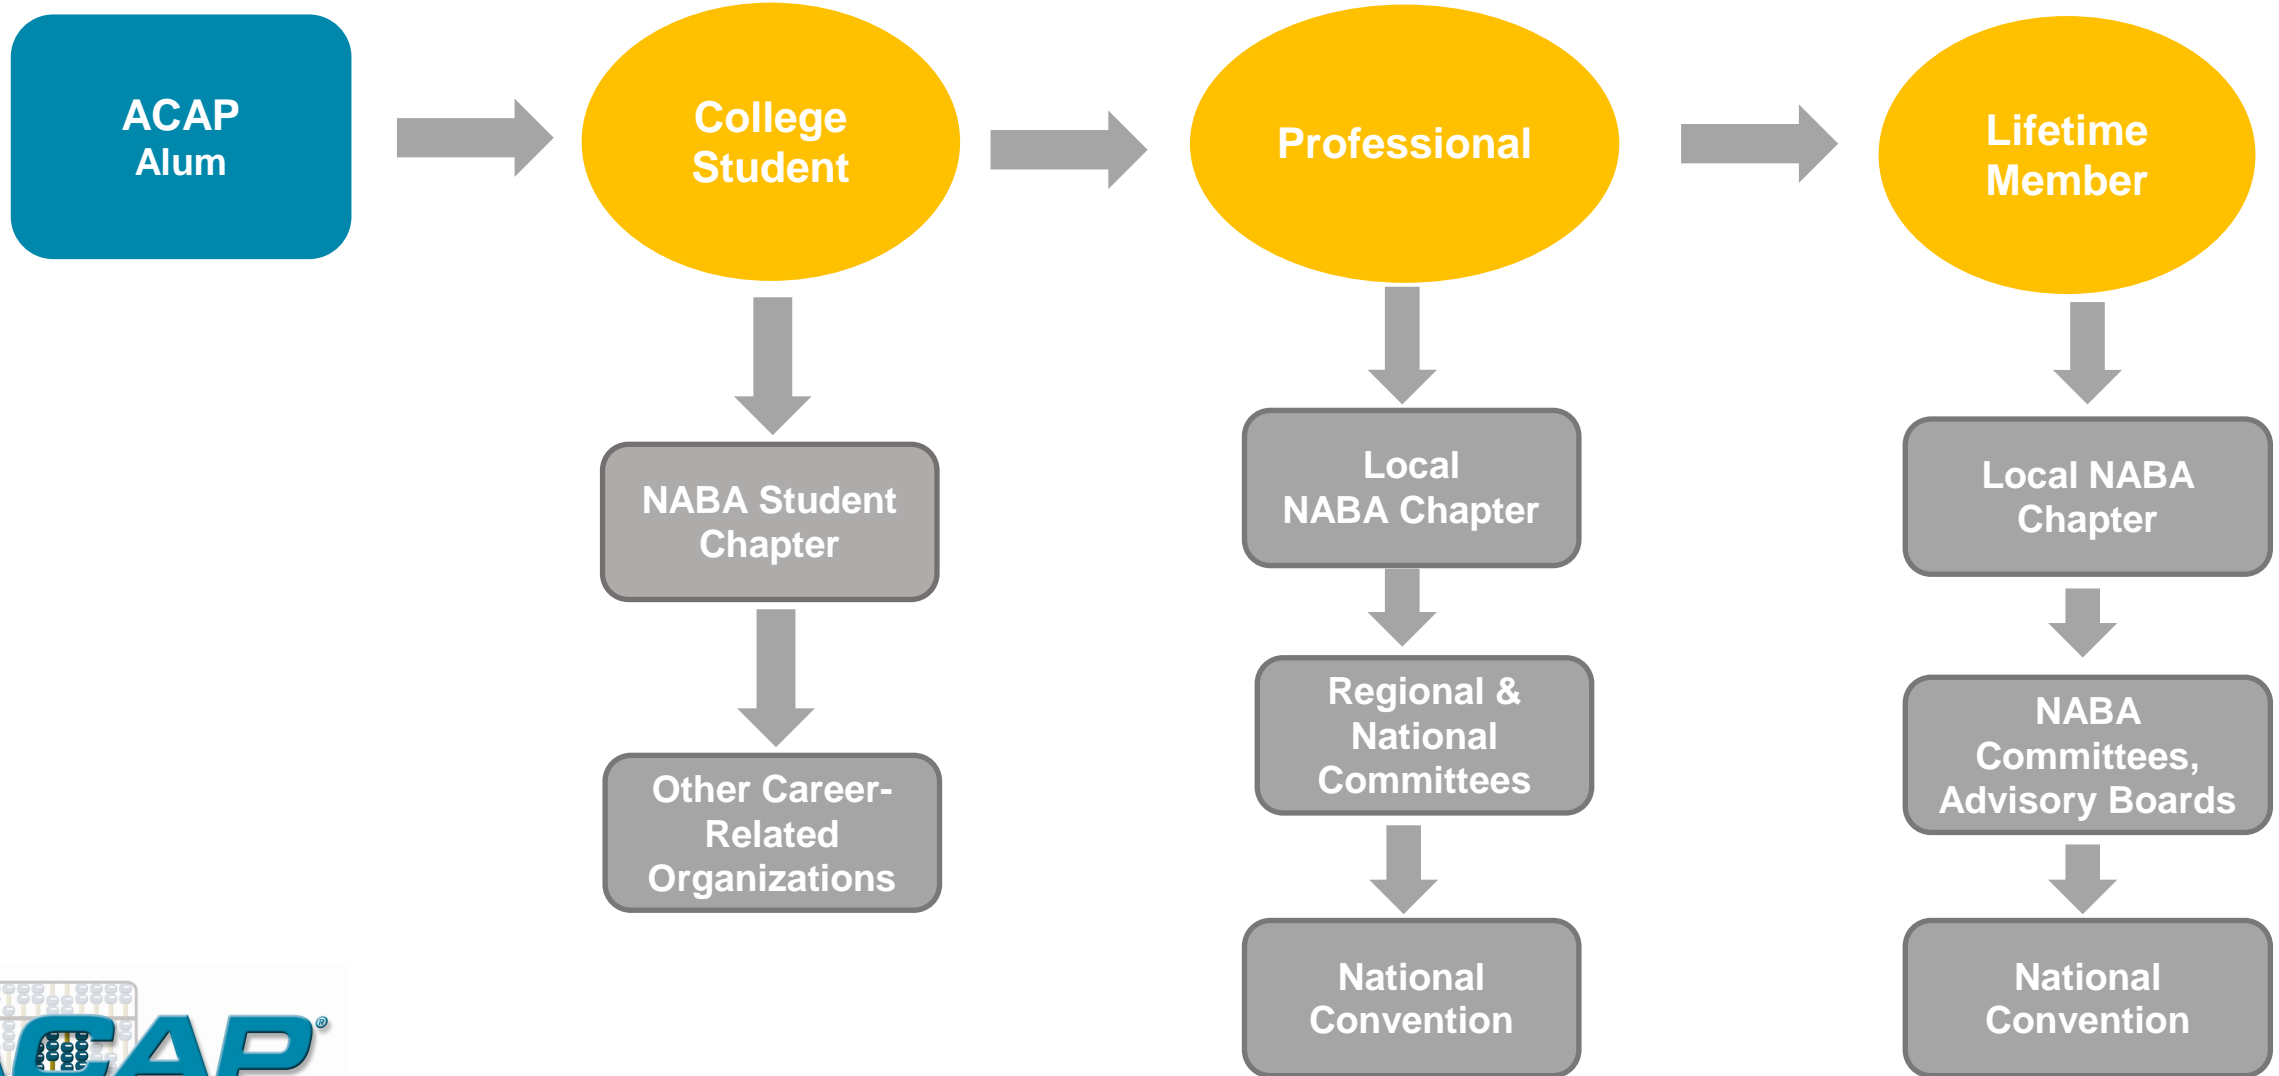 ACAP
Alum
College
Student
Professional
Lifetime
Member
NABA Student
Chapter
Other Career-
Related
Organizations
Local
NABA Chapter
Regional &
National
Committees
National
Convention
Local NABA
Chapter
NABA
Committees,
Advisory Boards
National
Convention
ACAP®